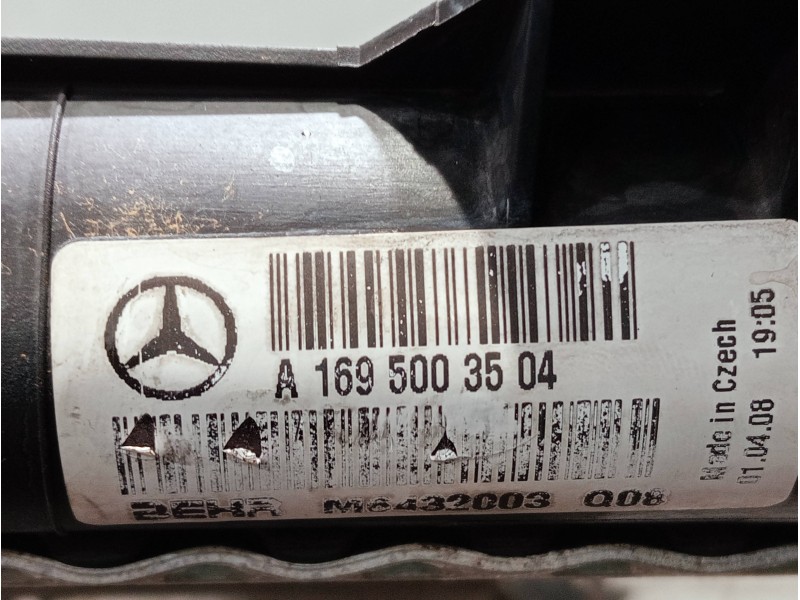 A 169 500 35 04
BEHR M6432003 Q08
Made in Czech
01.04.08 19:05